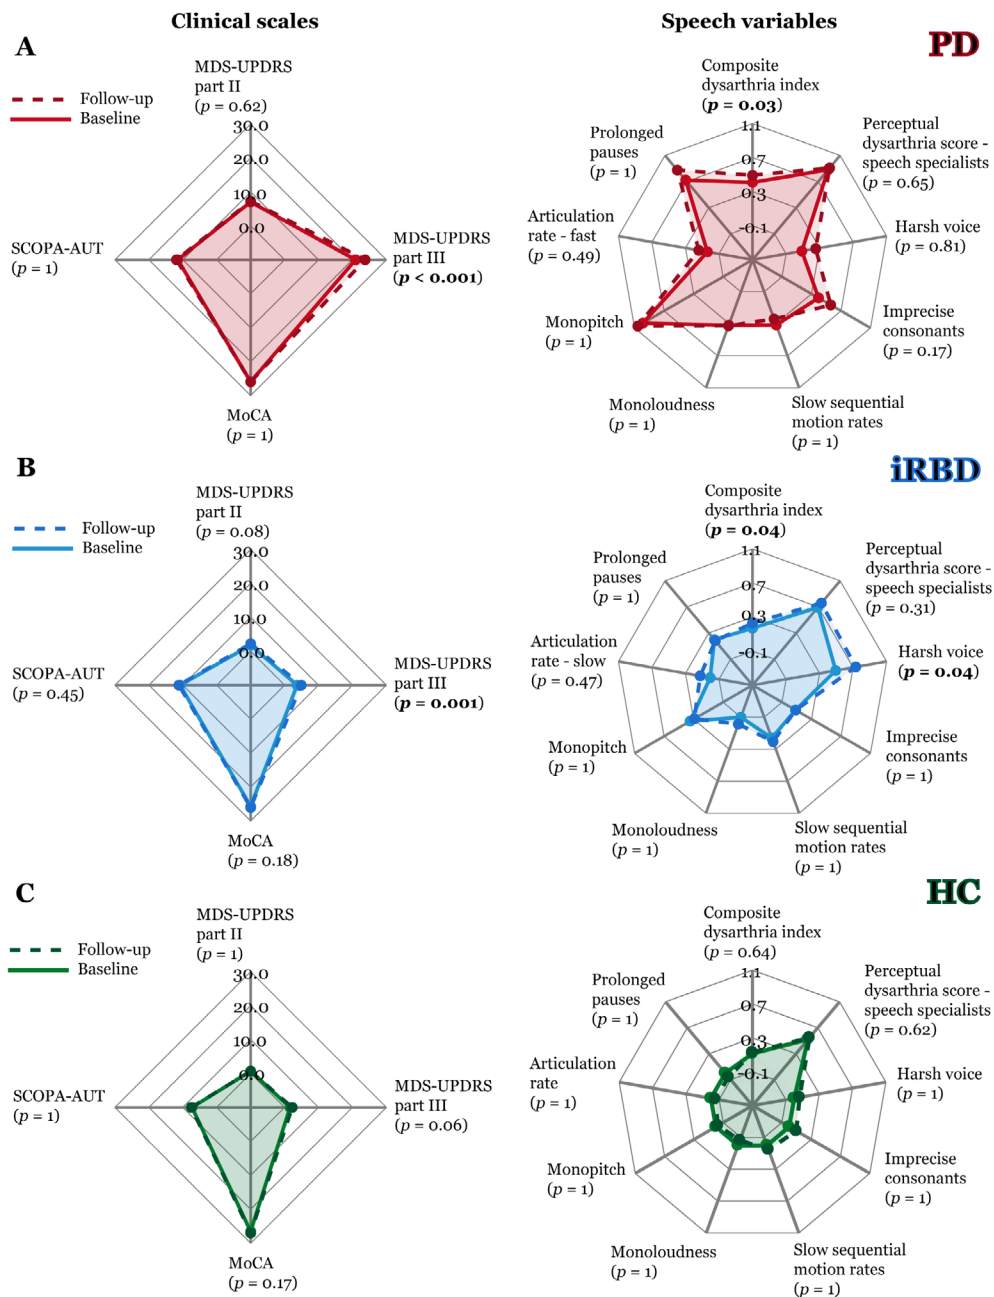 Clinical scales
Speech variables
A
PD
MDS-UPDRS
part II
(p = 0.62)
Follow-up
Baseline
30.0
20.0
10.0
0.0
SCOPA-AUT
(p = 1)
MDS-UPDRS
part III
(p < 0.001)
MoCA
(p = 1)
Composite
dysarthria index
(p = 0.03)
1.1
0.7
0.3
-0.1
Prolonged
pauses
(p = 1)
Perceptual
dysarthria score -
speech specialists
(p = 0.65)
Articulation
rate - fast
(p = 0.49)
Harsh voice
(p = 0.81)
Monopitch
(p = 1)
Imprecise
consonants
(p = 0.17)
Monoloudness
(p = 1)
Slow sequential
motion rates
(p = 1)
B
iRBD
MDS-UPDRS
part II
(p = 0.08)
Follow-up
Baseline
30.0
20.0
10.0
0.0
SCOPA-AUT
(p = 0.45)
MDS-UPDRS
part III
(p = 0.001)
MoCA
(p = 0.18)
Composite
dysarthria index
(p = 0.04)
1.1
0.7
0.3
-0.1
Prolonged
pauses
(p = 1)
Perceptual
dysarthria score -
speech specialists
(p = 0.31)
Articulation
rate - slow
(p = 0.47)
Harsh voice
(p = 0.04)
Monopitch
(p = 1)
Imprecise
consonants
(p = 1)
Monoloudness
(p = 1)
Slow sequential
motion rates
(p = 1)
C
HC
MDS-UPDRS
part II
(p = 1)
Follow-up
Baseline
30.0
20.0
10.0
0.0
SCOPA-AUT
(p = 1)
MDS-UPDRS
part III
(p = 0.06)
MoCA
(p = 0.17)
Composite
dysarthria index
(p = 0.64)
1.1
0.7
0.3
-0.1
Prolonged
pauses
(p = 1)
Perceptual
dysarthria score -
speech specialists
(p = 0.62)
Articulation
rate
(p = 1)
Harsh voice
(p = 1)
Monopitch
(p = 1)
Imprecise
consonants
(p = 1)
Monoloudness
(p = 1)
Slow sequential
motion rates
(p = 1)